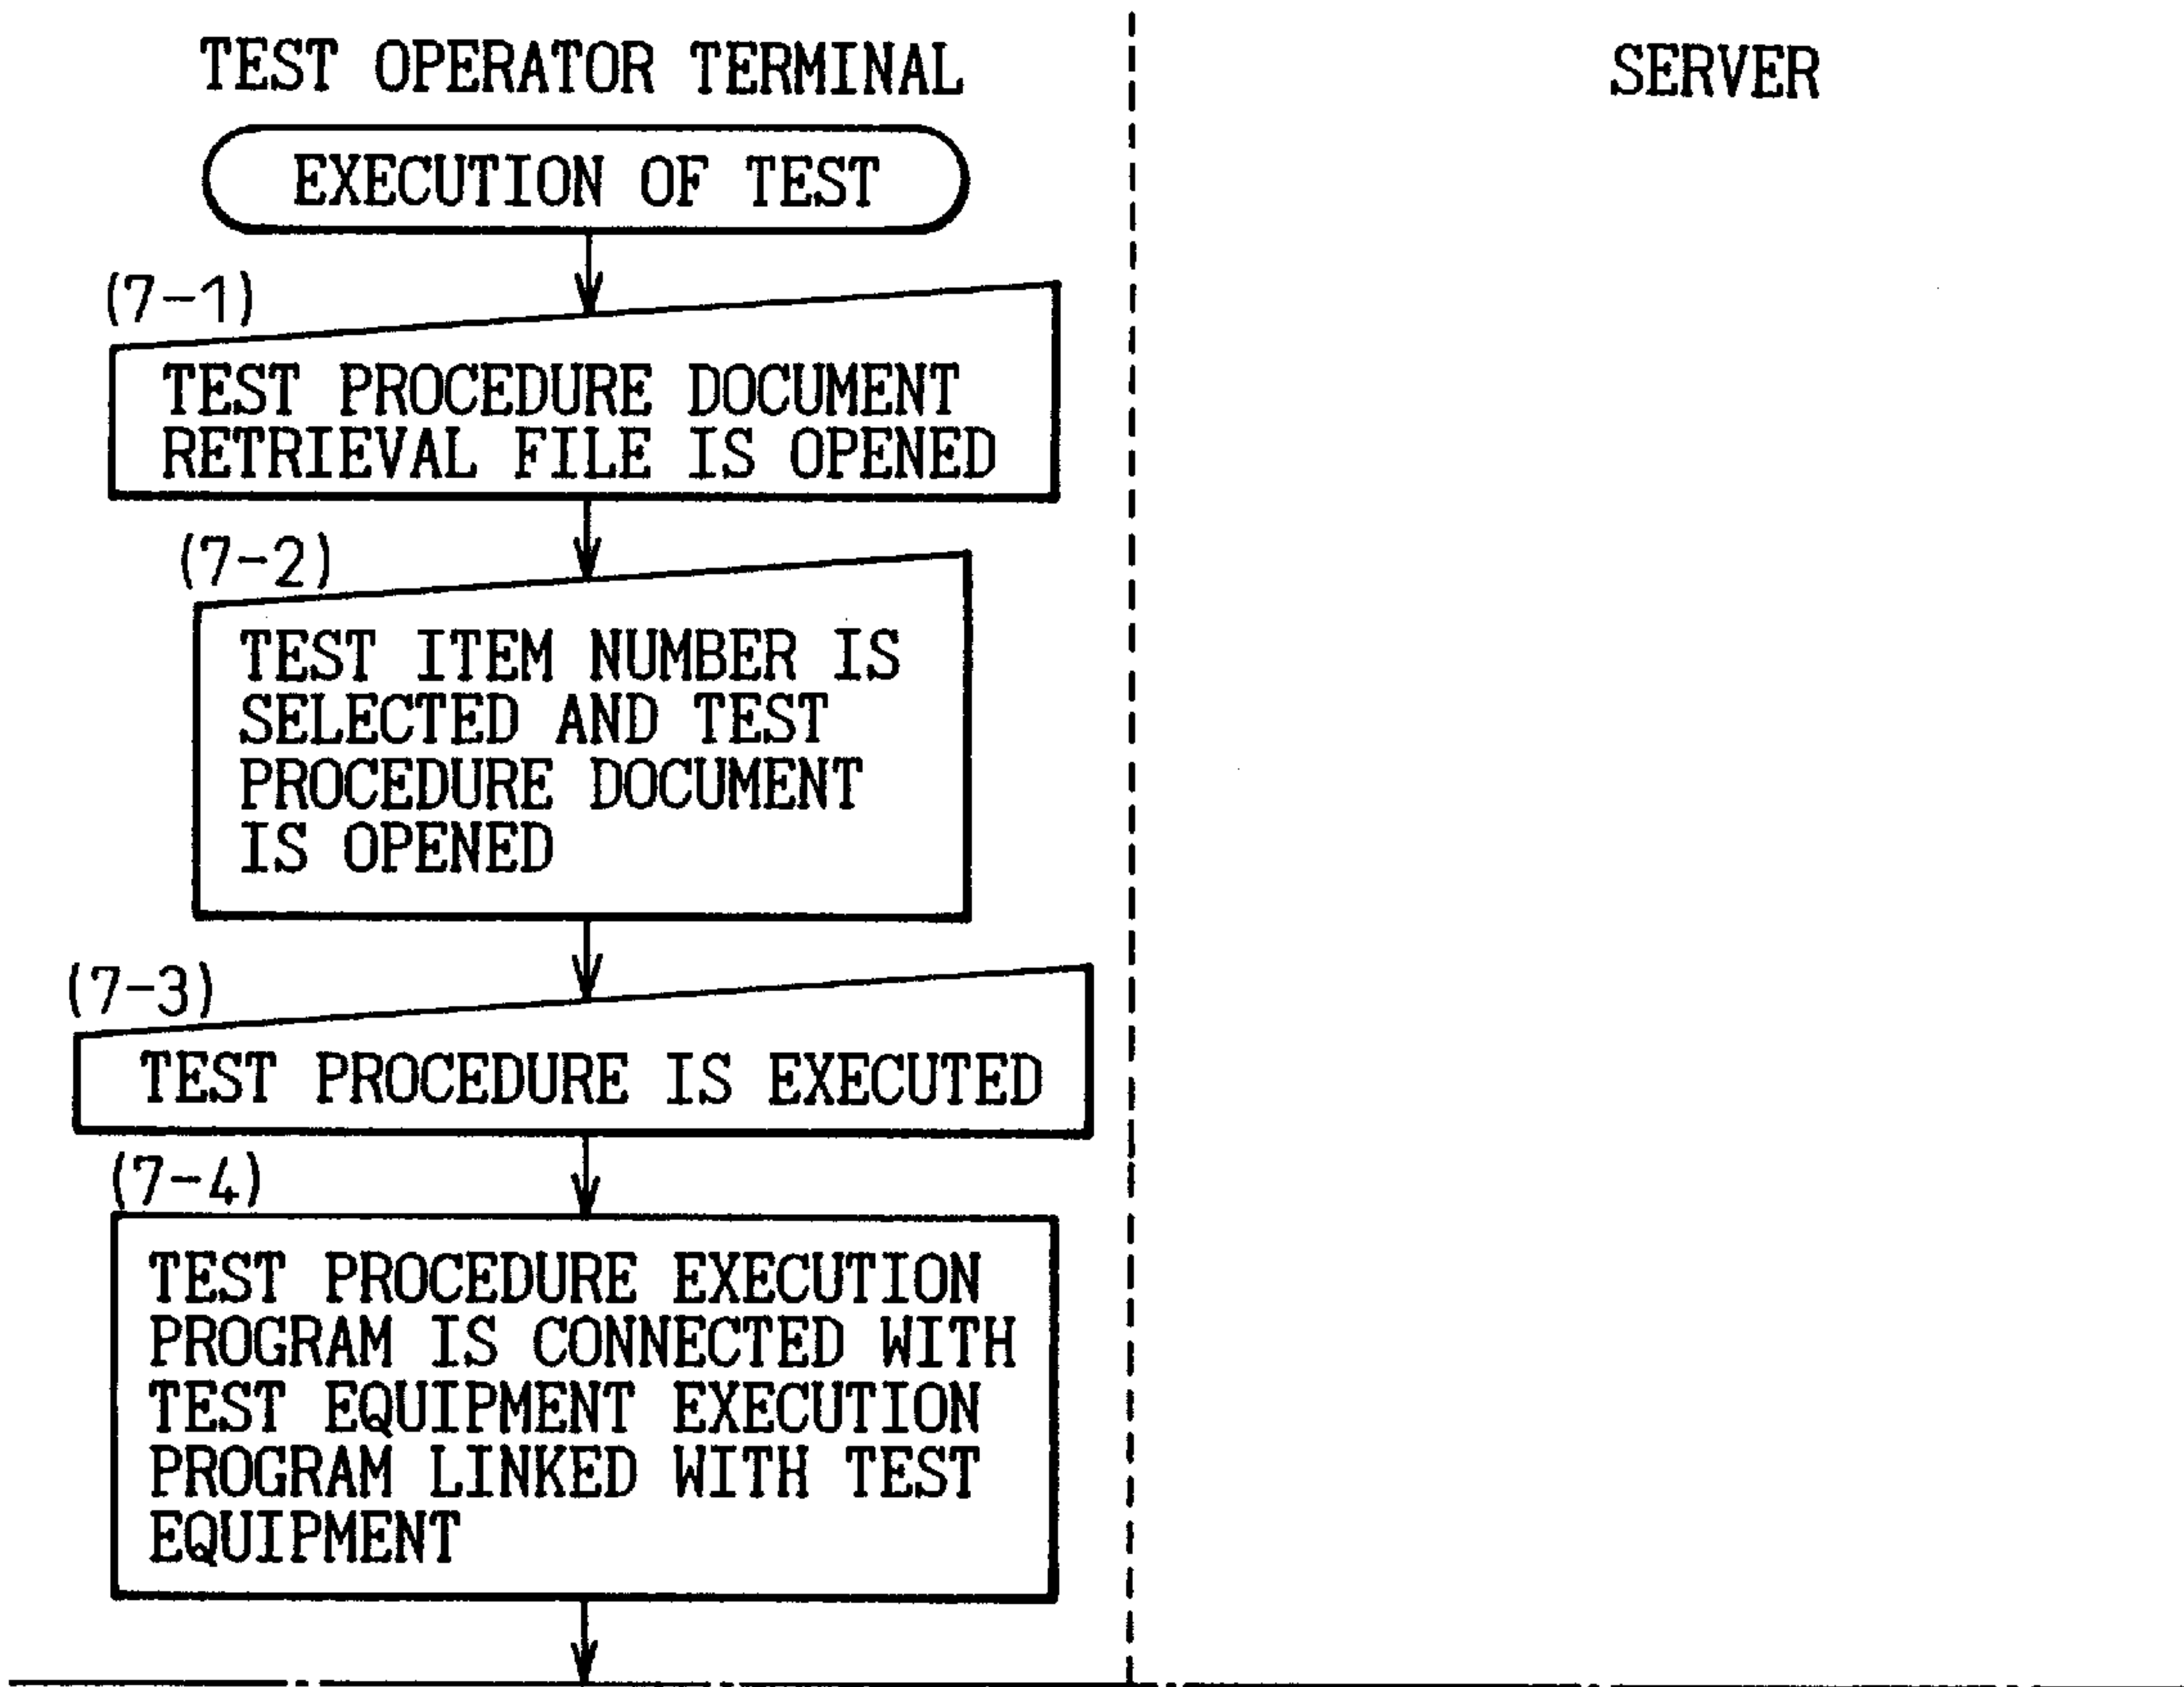 TEST OPERATOR TERMINAL
SERVER
EXECUTION OF TEST
(7-1)
TEST PROCEDURE DOCUMENT
RETRIEVAL FILE IS OPENED
(7-2)
TEST ITEM NUMBER IS
SELECTED AND TEST
PROCEDURE DOCUMENT
IS OPENED
(7-3)
TEST PROCEDURE IS EXECUTED
(7-4)
TEST PROCEDURE EXECUTION
PROGRAM IS CONNECTED WITH
TEST EQUIPMENT EXECUTION
PROGRAM LINKED WITH TEST
EQUIPMENT